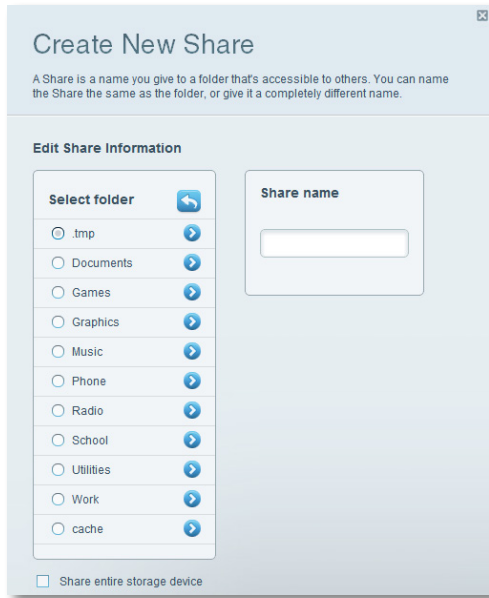 Create New Share
A Share is a name you give to a folder that's accessible to others. You can name
the Share the same as the folder, or give it a completely different name.
Edit Share Information
Select folder
.tmp
Documents
Games
Graphics
Music
Phone
Radio
School
Utilities
Work
cache
Share name
Share entire storage device